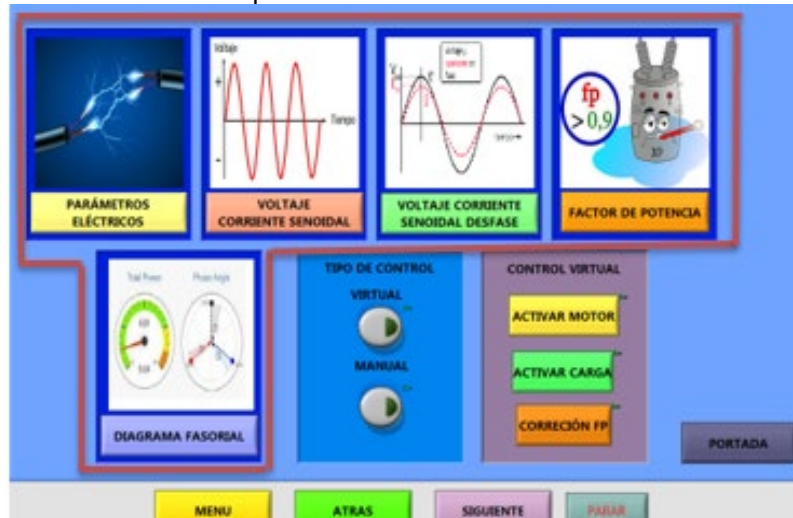 Voltaje
+
-
Tiempo
fp
> 0,9
PARÁMETROS
ELÉCTRICOS
VOLTAJE
CORRIENTE SENOIDAL
VOLTAJE CORRIENTE
SENOIDAL DESFASE
FACTOR DE POTENCIA
Total Power
Phase Angle
DIAGRAMA FASORIAL
TIPO DE CONTROL
VIRTUAL
MANUAL
CONTROL VIRTUAL
ACTIVAR MOTOR
ACTIVAR CARGA
CORRECIÓN FP
PORTADA
MENU
ATRAS
SIGUIENTE
PARAR